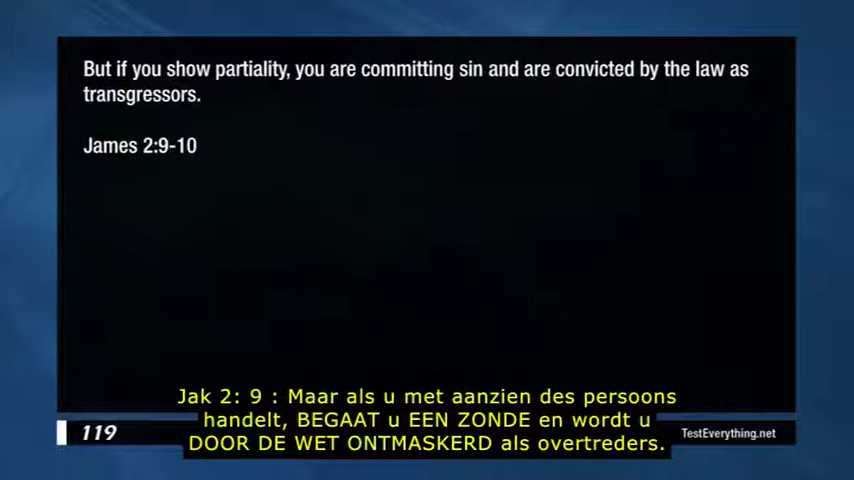 But if you show partiality, you are committing sin and are convicted by the law as
transgressors.
James 2:9-10
Jak 2: 9 : Maar als u met aanzien des persoons
handelt, BEGAAT u EEN ZONDE en wordt u
DOOR DE WET ONTMASKERD als overtreders.
119
TestEverything.net